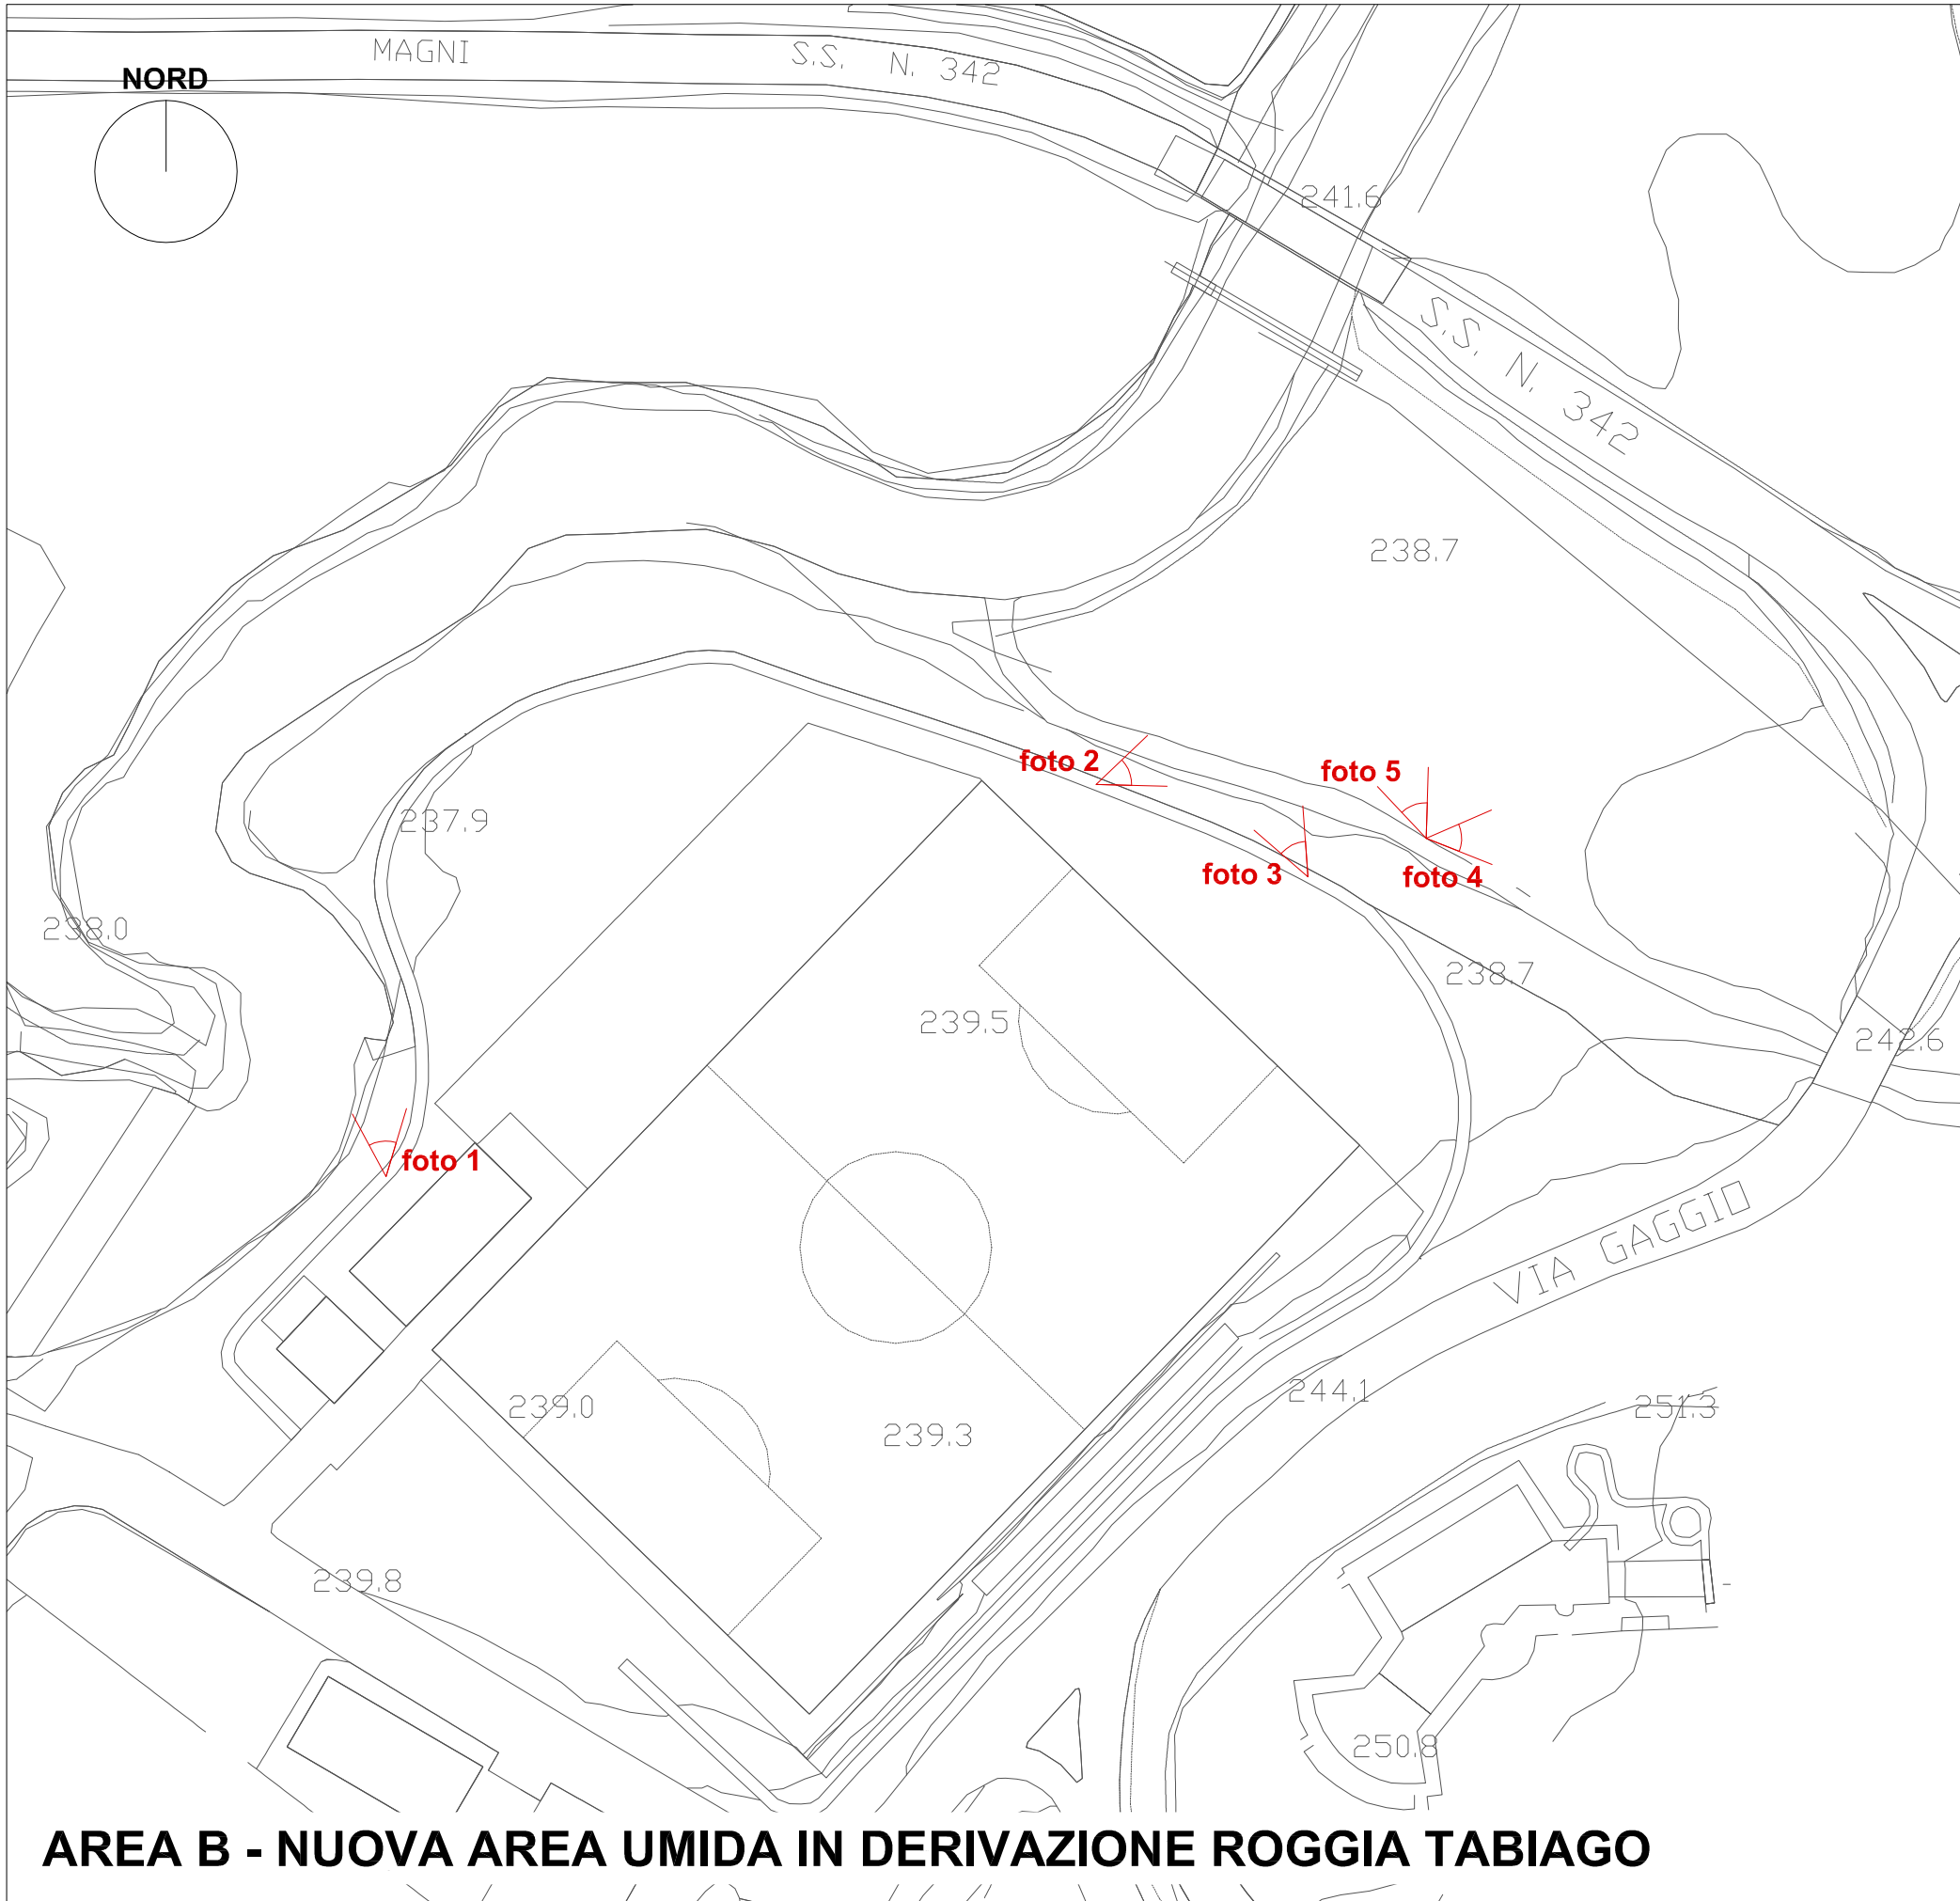 MAGNI
S.S. N. 342
NORD
241.6
S.S. N. 342
238.7
foto 2
foto 5
237.9
foto 3
foto 4
238.0
238.7
239.5
242.6
foto 1
VIA GAGGIO
244.1
251.3
239.0
239.3
239.8
250.8
AREA B - NUOVA AREA UMIDA IN DERIVAZIONE ROGGIA TABIAGO